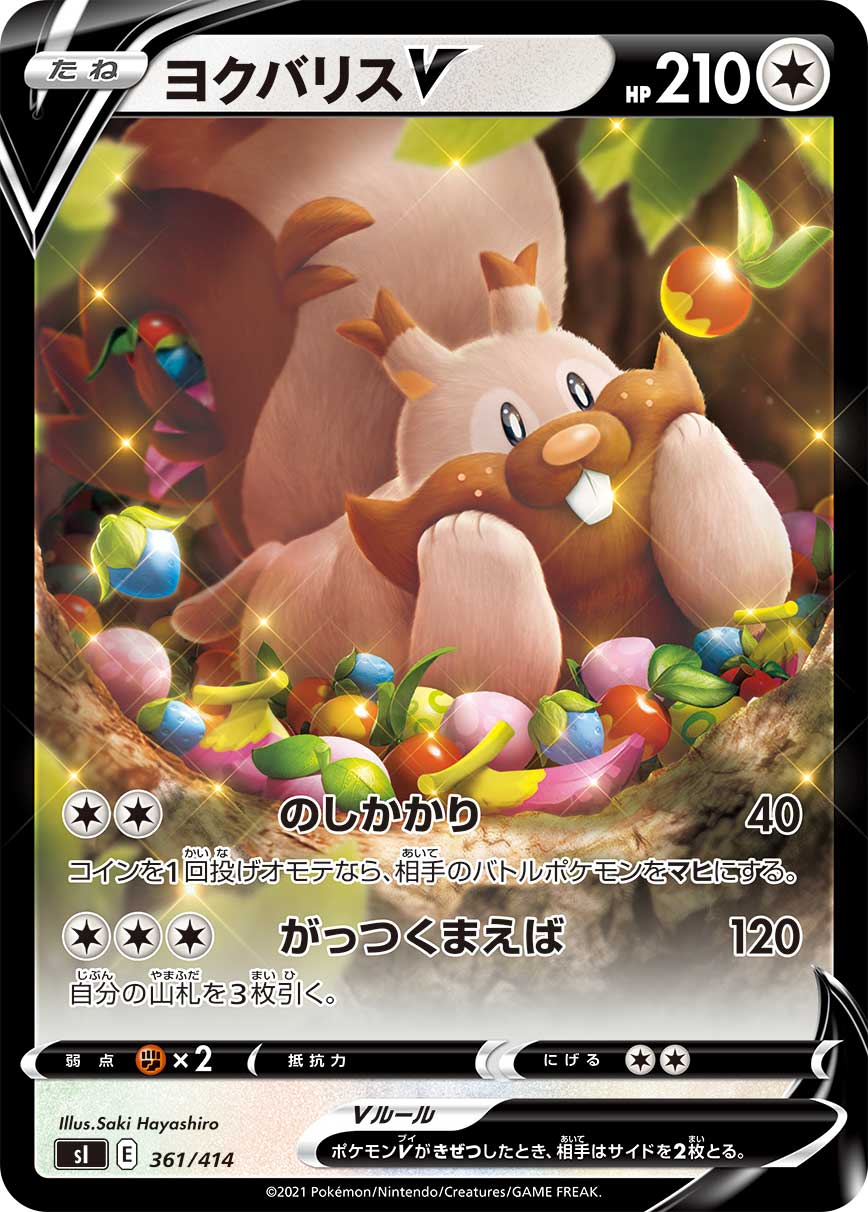 たね
ヨクバリスV
HP 210
のしかかり 40
コインを1回投げオモテなら、相手のバトルポケモンをマヒにする。
がっつくまえば 120
自分の山札を3枚引く。
弱点 ×2 抵抗力 にげる
Illus.Saki Hayashiro
Vルール
ポケモンVがきぜつしたとき、相手はサイドを2枚とる。
sI E 361/414
©2021 Pokémon/Nintendo/Creatures/GAME FREAK.